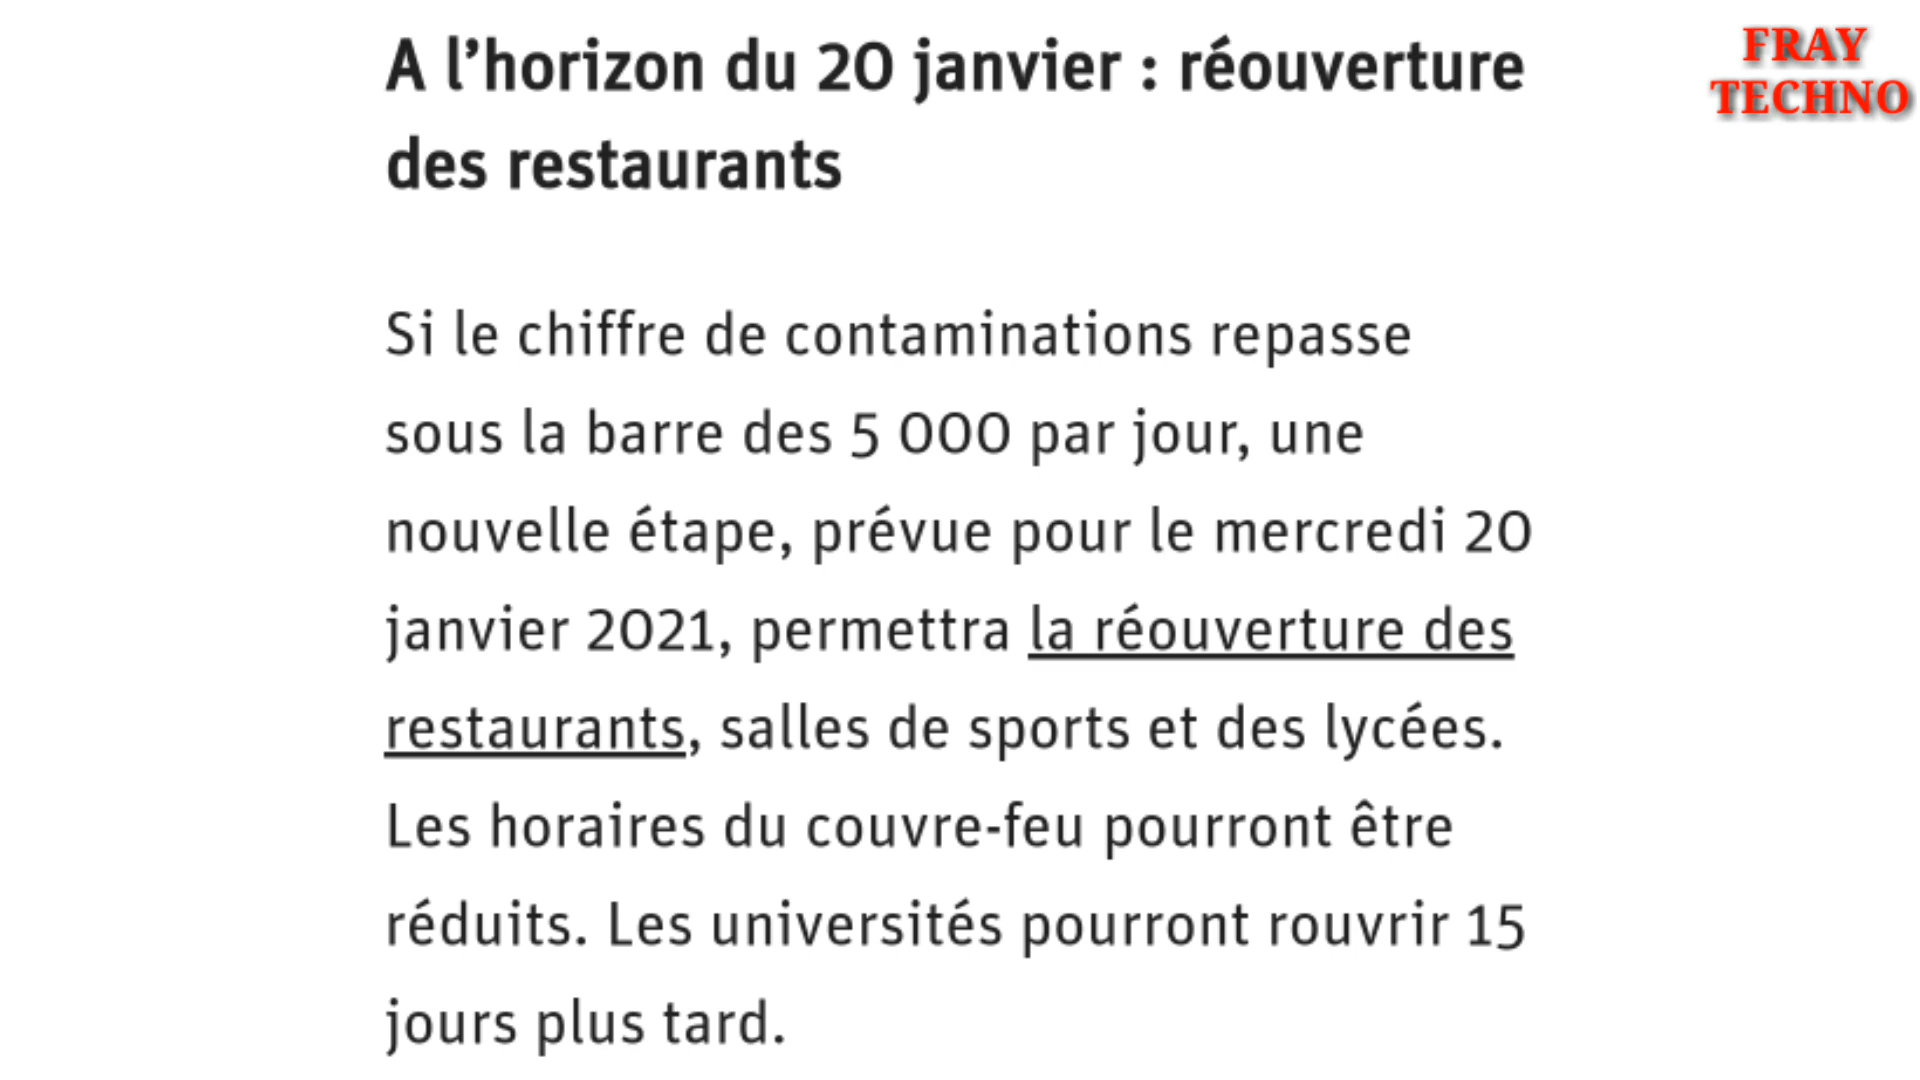 A l’horizon du 20 janvier : réouverture
des restaurants
FRAY
TECHNO
Si le chiffre de contaminations repasse
sous la barre des 5 000 par jour, une
nouvelle étape, prévue pour le mercredi 20
janvier 2021, permettra la réouverture des
restaurants, salles de sports et des lycées.
Les horaires du couvre-feu pourront être
réduits. Les universités pourront rouvrir 15
jours plus tard.